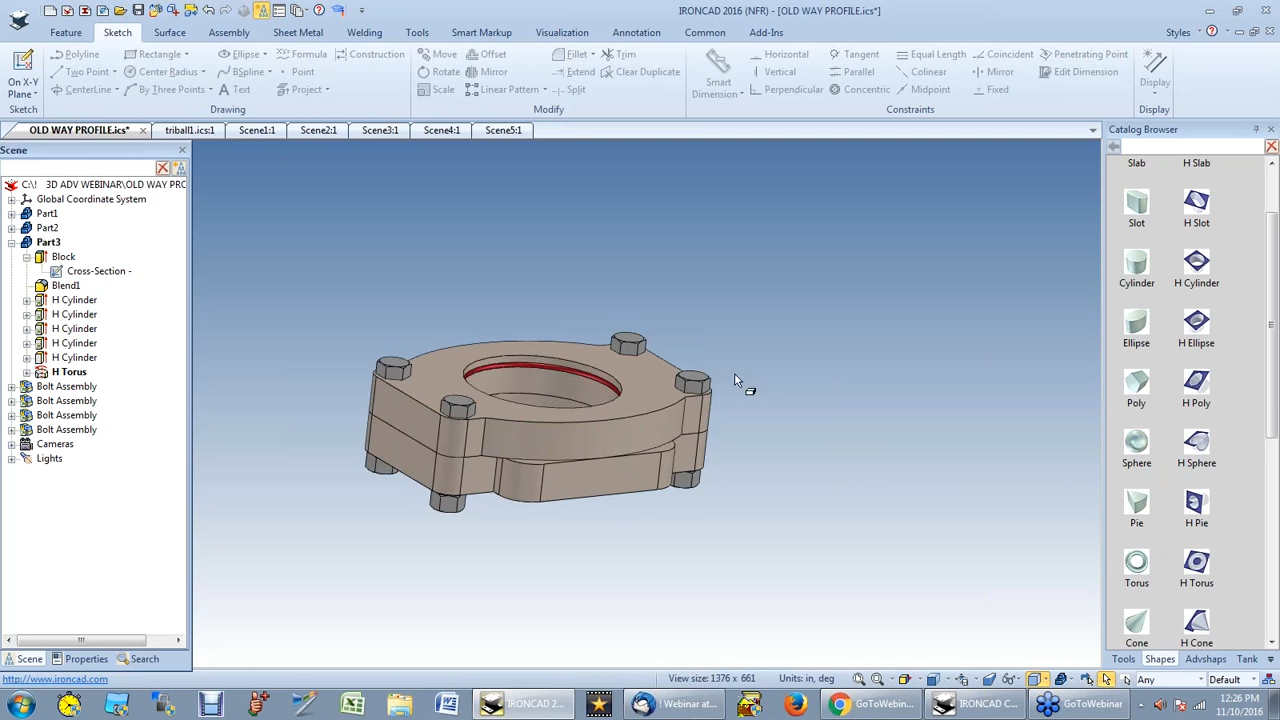 IRONCAD 2016 (NFR) - [OLD WAY PROFILE.ics*]
Feature Sketch Surface Assembly Sheet Metal Welding Tools Smart Markup Visualization Annotation Common Add-Ins Styles
Polyline Rectangle Ellipse Formula Construction Move Offset Fillet Trim Horizontal Tangent Equal Length Coincident Penetrating Point
On X-Y Plane Two Point Center Radius BSpline Point Rotate Mirror Extend Clear Duplicate Smart Dimension Vertical Parallel Colinear Mirror Edit Dimension Display
CenterLine By Three Points Text Project Scale Linear Pattern Split Perpendicular Concentric Midpoint Fixed
Sketch Drawing Modify Constraints Display
OLD WAY PROFILE.ics* triball1.ics:1 Scene1:1 Scene2:1 Scene3:1 Scene4:1 Scene5:1
Scene
C:\! 3D ADV WEBINAR\OLD WAY PRO
Global Coordinate System
Part1
Part2
Part3
Block
Cross-Section -
Blend1
H Cylinder
H Cylinder
H Cylinder
H Cylinder
H Cylinder
H Torus
Bolt Assembly
Bolt Assembly
Bolt Assembly
Bolt Assembly
Cameras
Lights
Scene Properties Search
Catalog Browser
Slab H Slab
Slot H Slot
Cylinder H Cylinder
Ellipse H Ellipse
Poly H Poly
Sphere H Sphere
Pie H Pie
Torus H Torus
Cone H Cone
Tools Shapes Advshaps Tank
http://www.ironcad.com
View size:1376 x 661 Units: in, deg Any Default
IRONCAD 2... ! Webinar at... GoToWebin... IRONCAD C... GoToWebin...
12:26 PM
11/10/2016